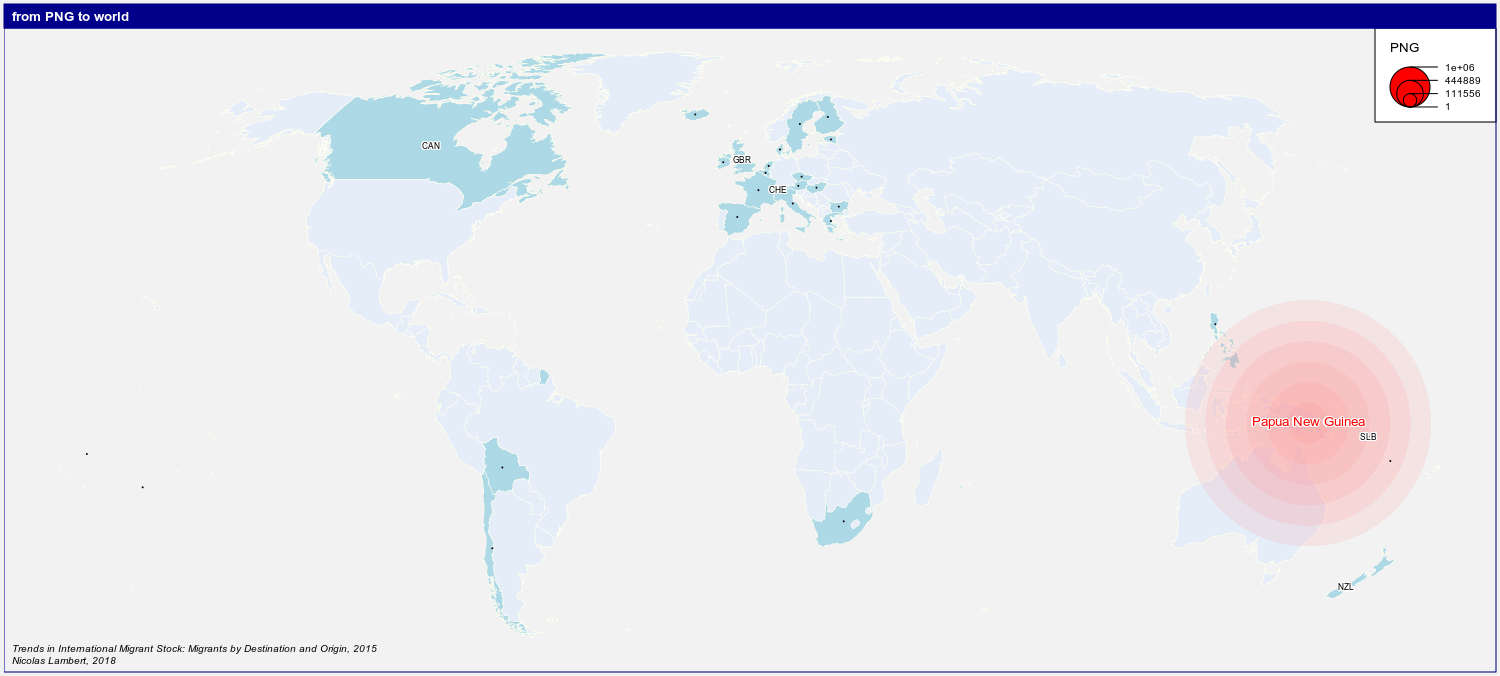 from PNG to world
PNG
1e+06
444889
111556
1
CAN
GBR
CHE
Papua New Guinea
SLB
NZL
Trends in International Migrant Stock: Migrants by Destination and Origin, 2015
Nicolas Lambert, 2018